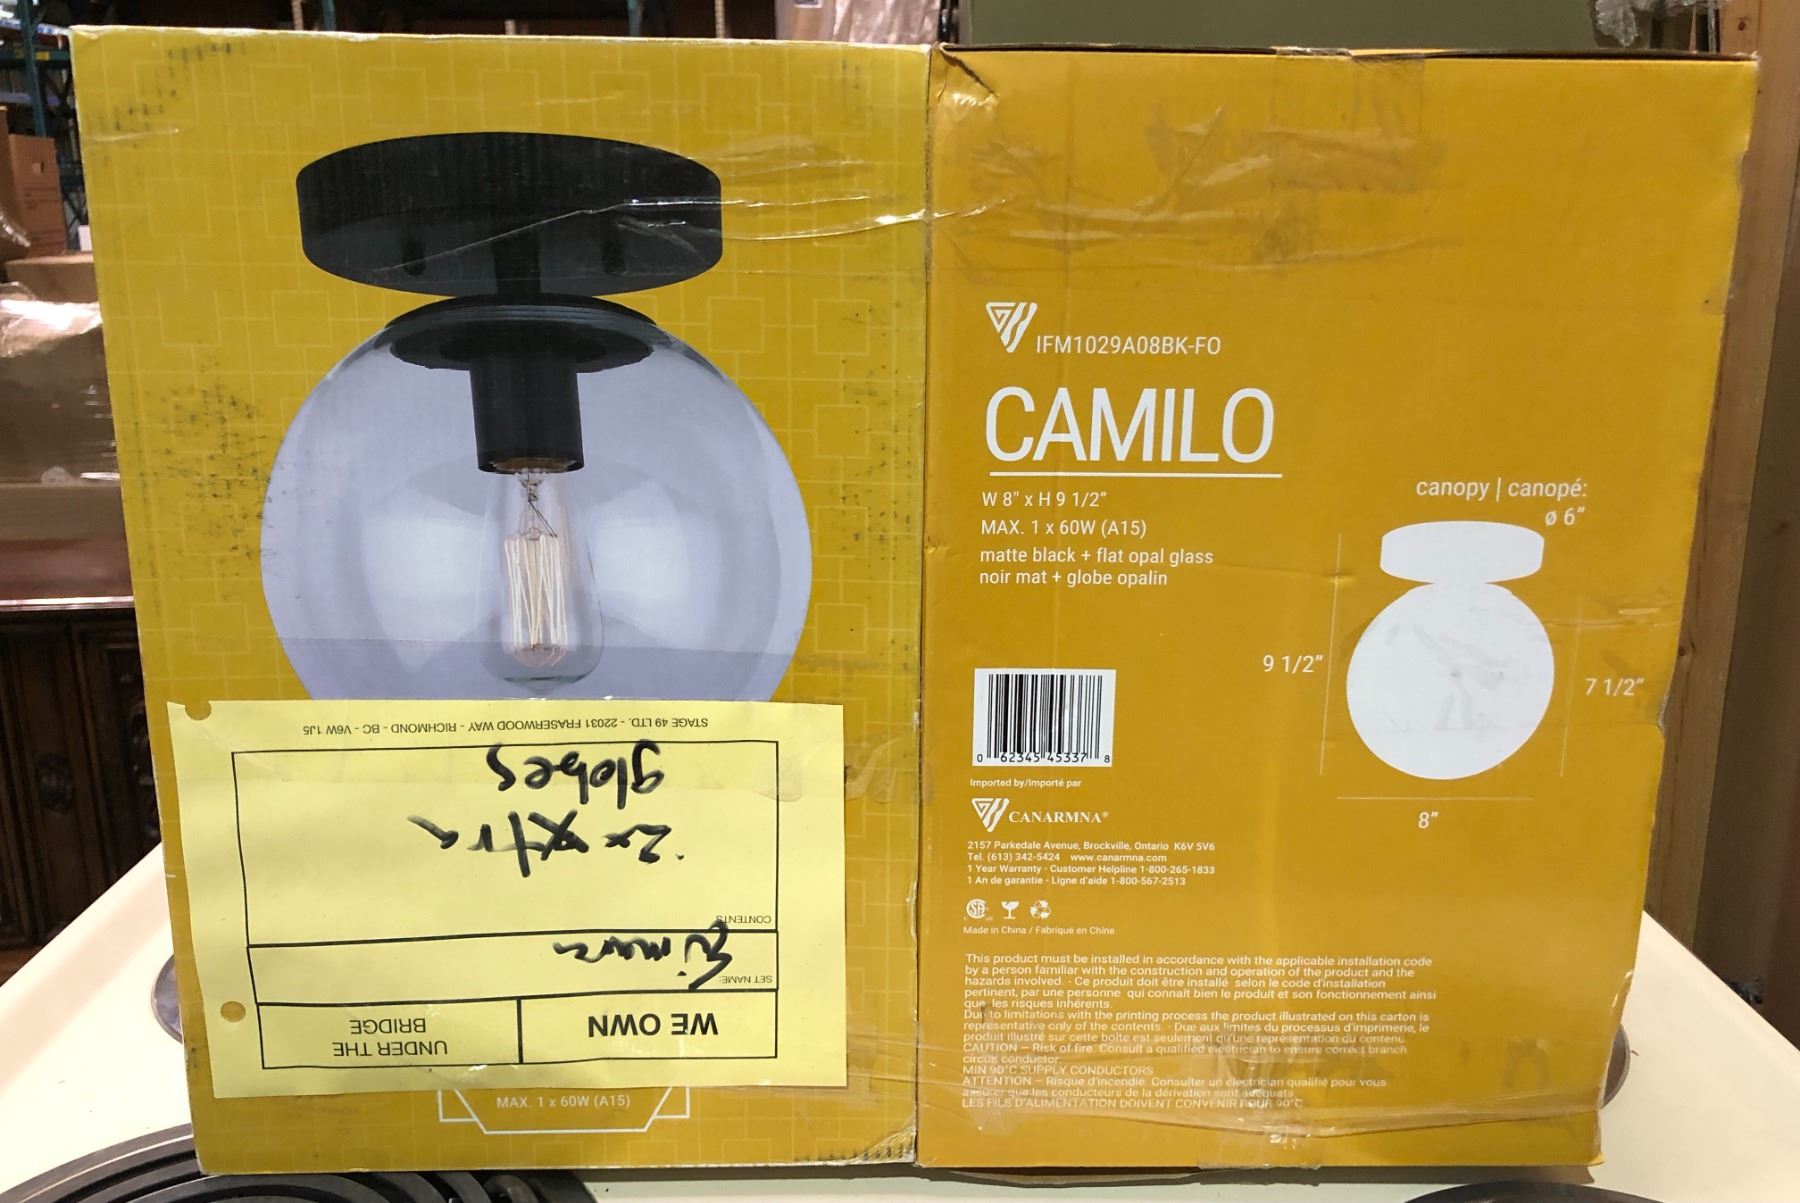 WE OWN
UNDER THE
BRIDGE
SET NAME:
CONTENTS
2x xtra
globes
STAGE 49 LTD. - 22031 FRASERWOOD WAY - RICHMOND - BC - V6W 1J5
MAX. 1 x 60W (A15)
IFM1029A08BK-FO
CAMILO
W 8" x H 9 1/2"
MAX. 1 x 60W (A15)
matte black + flat opal glass
noir mat + globe opalin
canopy | canopé:
ø 6"
9 1/2"
7 1/2"
8"
0 62345 45337 8
Imported by/Importé par
CANARMNA®
2157 Parkedale Avenue, Brockville, Ontario K6V 5V6
Tel. (613) 342-5424 www.canarmna.com
1 Year Warranty - Customer Helpline 1-800-265-1833
1 An de garantie - Ligne d'aide 1-800-567-2513
Made in China / Fabriqué en Chine
This product must be installed in accordance with the applicable installation code
by a person familiar with the construction and operation of the product and the
hazards involved. - Ce produit doit être installé selon le code d'installation
pertinent, par une personne qui connaît bien le produit et son fonctionnement ainsi
que les risques inhérents.
Due to limitations with the printing process the product illustrated on this carton is
representative only of the contents. - Due aux limites du processus d'imprimerie, le
produit illustré sur cette boîte est seulement qu'une représentation du contenu.
CAUTION – Risk of fire. Consult a qualified electrician to ensure correct branch
circuit conductor.
MIN 90°C SUPPLY CONDUCTORS
ATTENTION – Risque d'incendie. Consulter un électrician qualifié pour vous
assurer que les conducteurs de la dérivation sont adéquats
LES FILS D'ALIMENTATION DOIVENT CONVENIR POUR 90°C